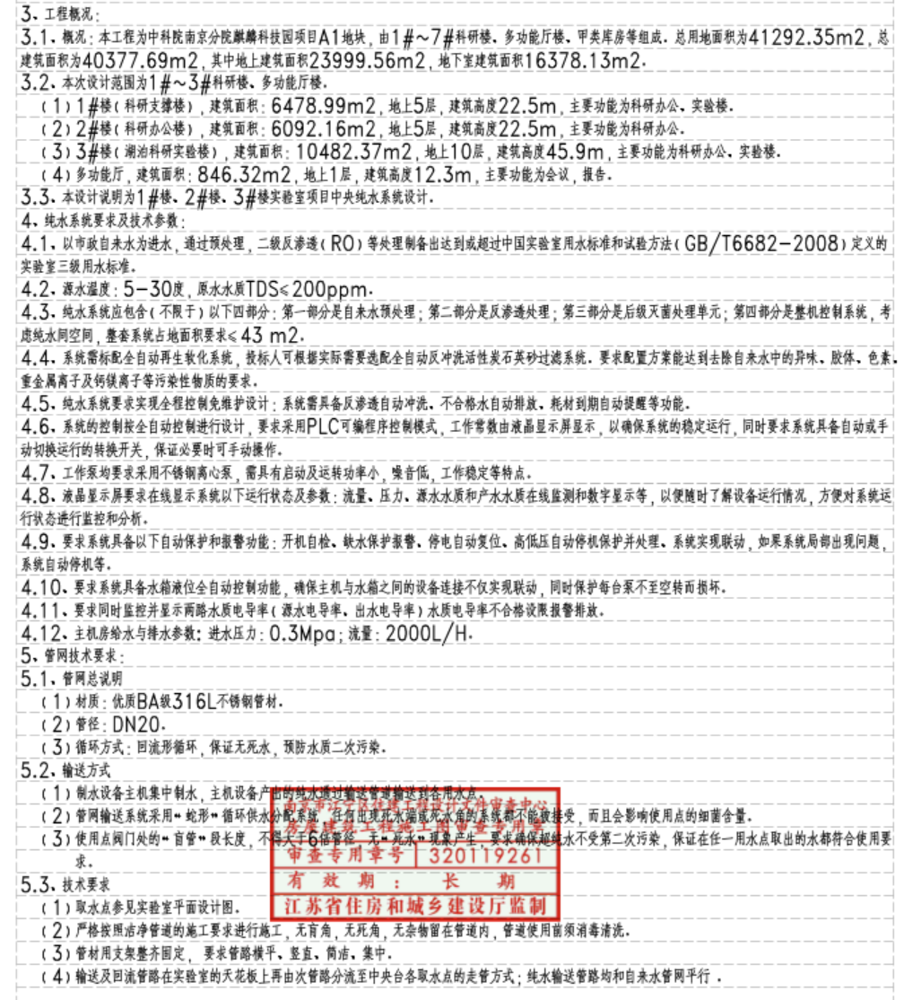 3、工程概况：
3.1、概况：本工程为中科院南京分院麒麟科技园项目A1地块，由1#～7#科研楼、多功能厅楼、甲类库房等组成。总用地面积为41292.35m2，总
建筑面积为40377.69m2，其中地上建筑面积23999.56m2，地下室建筑面积16378.13m2。
3.2、本次设计范围为1#～3#科研楼、多功能厅楼。
（1）1#楼（科研支撑楼），建筑面积：6478.99m2，地上5层，建筑高度22.5m，主要功能为科研办公、实验楼。
（2）2#楼（科研办公楼），建筑面积：6092.16m2，地上5层，建筑高度22.5m，主要功能为科研办公。
（3）3#楼（湖泊科研实验楼），建筑面积：10482.37m2，地上10层，建筑高度45.9m，主要功能为科研办公、实验楼。
（4）多功能厅，建筑面积：846.32m2，地上1层，建筑高度12.3m，主要功能为会议，报告。
3.3、本设计说明为1#楼、2#楼、3#楼实验室项目中央纯水系统设计。
4、纯水系统要求及技术参数：
4.1、以市政自来水为进水，通过预处理，二级反渗透（RO）等处理制备出达到或超过中国实验室用水标准和试验方法（GB/T6682-2008）定义的
实验室三级用水标准。
4.2、源水温度：5-30度，原水水质TDS≤200ppm。
4.3、纯水系统应包含（不限于）以下四部分：第一部分是自来水预处理；第二部分是反渗透处理；第三部分是后级灭菌处理单元；第四部分是整机控制系统，考
虑纯水间空间，整套系统占地面积要求≤43 m2。
4.4、系统需标配全自动再生软化系统，投标人可根据实际需要选配全自动反冲洗活性炭石英砂过滤系统。要求配置方案能达到去除自来水中的异味、胶体、色素、
重金属离子及钙镁离子等污染性物质的要求。
4.5、纯水系统要求实现全程控制免维护设计：系统需具备反渗透自动冲洗、不合格水自动排放、耗材到期自动提醒等功能。
4.6、系统的控制按全自动控制进行设计，要求采用PLC可编程序控制模式，工作常数由液晶显示屏显示，以确保系统的稳定运行，同时要求系统具备自动或手
动切换运行的转换开关，保证必要时可手动操作。
4.7、工作泵均要求采用不锈钢离心泵，需具有启动及运转功率小，噪音低，工作稳定等特点。
4.8、液晶显示屏要求在线显示系统以下运行状态及参数：流量、压力、源水水质和产水水质在线监测和数字显示等，以便随时了解设备运行情况，方便对系统运
行状态进行监控和分析。
4.9、要求系统具备以下自动保护和报警功能：开机自检、缺水保护报警、停电自动复位、高低压自动停机保护并处理、系统实现联动，如果系统局部出现问题，
系统自动停机等。
4.10、要求系统具备水箱液位全自动控制功能，确保主机与水箱之间的设备连接不仅实现联动，同时保护每台泵不至空转而损坏。
4.11、要求同时监控并显示两路水质电导率（源水电导率、出水电导率）水质电导率不合格设限报警排放。
4.12、主机房给水与排水参数：进水压力：0.3Mpa；流量：2000L/H。
5、管网技术要求：
5.1、管网总说明
（1）材质：优质BA级316L不锈钢管材。
（2）管径：DN20。
（3）循环方式：回流形循环，保证无死水，预防水质二次污染。
5.2、输送方式
（1）制水设备主机集中制水，主机设备产出的纯水通过输送管道输送到各用水点。
南京市江宁区住建工程设计文件审查中心
（2）管网输送系统采用“蛇形”循环供水分配系统，任何出现死水端或死水角的系统都不能被接受，而且会影响使用点的细菌含量。
房屋建筑工程施工图审查专用章
（3）使用点阀门处的“盲管”段长度，不得大于6倍管径，无“死水”现象产生，要求确保超纯水不受第二次污染，保证在任一用水点取出的水都符合使用要
求。
审查专用章号 320119261
有效期：长期
江苏省住房和城乡建设厅监制
5.3、技术要求
（1）取水点参见实验室平面设计图。
（2）严格按照洁净管道的施工要求进行施工，无盲角，无死角，无杂物留在管道内，管道使用前须消毒清洗。
（3）管材用支架整齐固定，要求管路横平、竖直、简洁、集中。
（4）输送及回流管路在实验室的天花板上再由次管路分流至中央台各取水点的走管方式；纯水输送管路均和自来水管网平行。